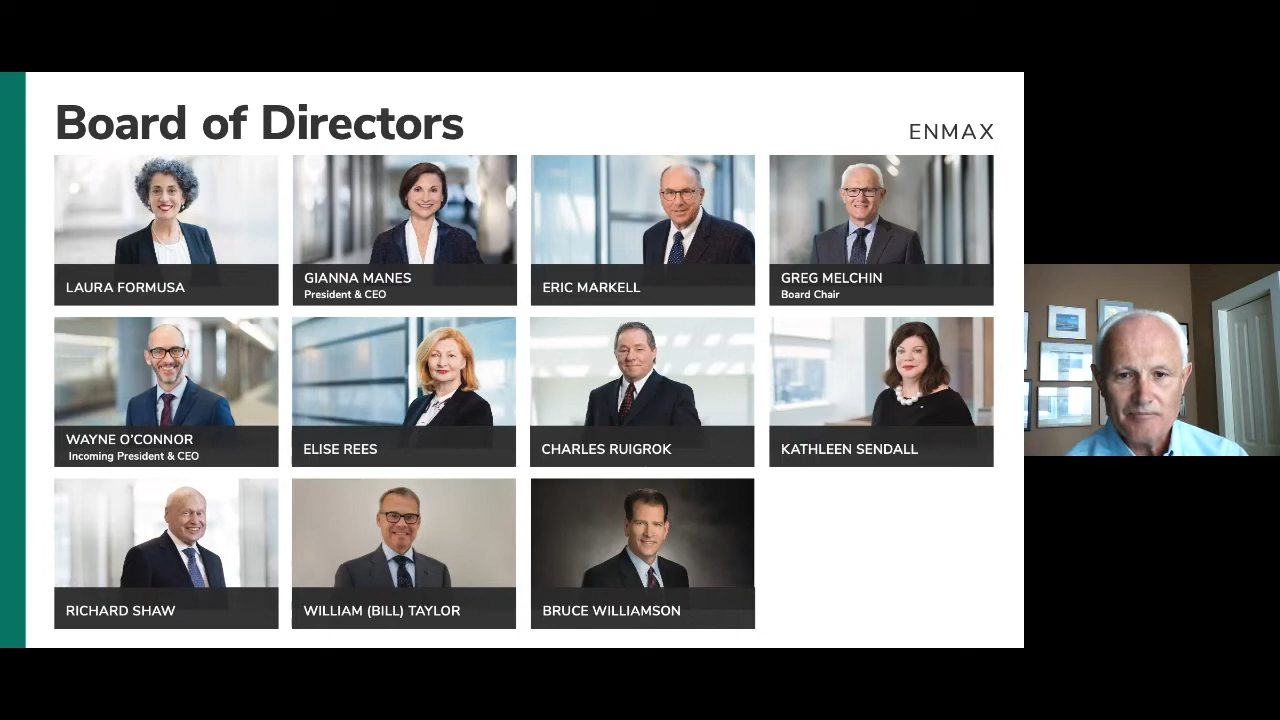 Board of Directors
ENMAX
LAURA FORMUSA
GIANNA MANES
President & CEO
ERIC MARKELL
GREG MELCHIN
Board Chair
WAYNE O'CONNOR
Incoming President & CEO
ELISE REES
CHARLES RUIGROK
KATHLEEN SENDALL
RICHARD SHAW
WILLIAM (BILL) TAYLOR
BRUCE WILLIAMSON